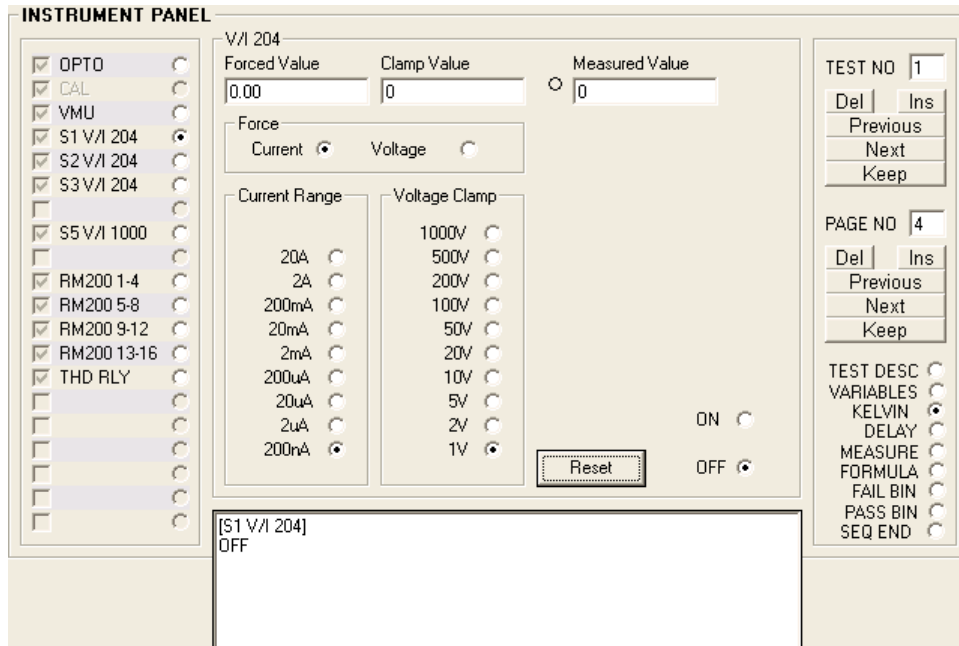 INSTRUMENT PANEL
OPTO
CAL
VMU
S1 V/I 204
S2 V/I 204
S3 V/I 204
S5 V/I 1000
RM200 1-4
RM200 5-8
RM200 9-12
RM200 13-16
THD RLY
V/I 204
Forced Value
Clamp Value
Measured Value
0.00
0
0
Force
Current
Voltage
Current Range
20A
2A
200mA
20mA
2mA
200uA
20uA
2uA
200nA
Voltage Clamp
1000V
500V
200V
100V
50V
20V
10V
5V
2V
1V
ON
OFF
Reset
[S1 V/I 204]
OFF
TEST NO 1
Del Ins
Previous
Next
Keep
PAGE NO 4
Del Ins
Previous
Next
Keep
TEST DESC
VARIABLES
KELVIN
DELAY
MEASURE
FORMULA
FAIL BIN
PASS BIN
SEQ END